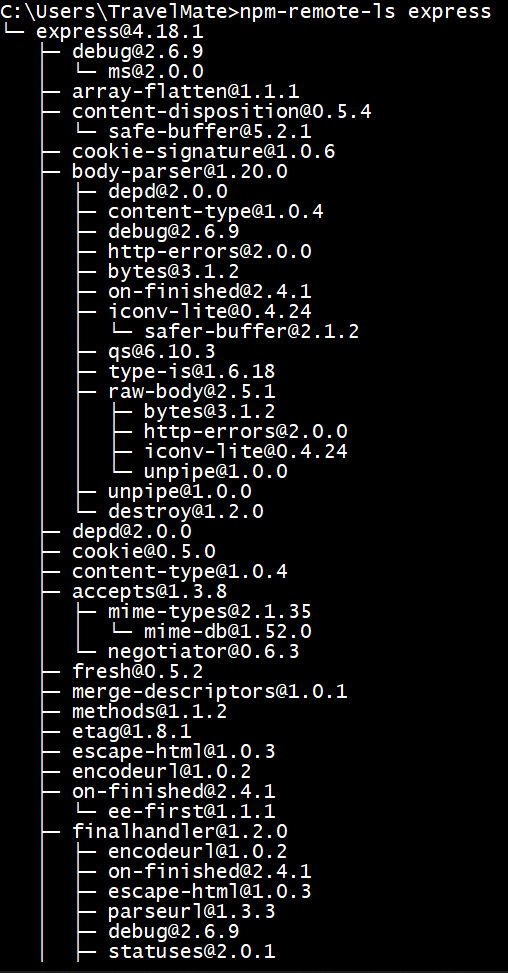 C:\Users\TravelMate>npm-remote-ls express
└─ express@4.18.1
   ├─ debug@2.6.9
   │  └─ ms@2.0.0
   ├─ array-flatten@1.1.1
   ├─ content-disposition@0.5.4
   │  └─ safe-buffer@5.2.1
   ├─ cookie-signature@1.0.6
   ├─ body-parser@1.20.0
   │  ├─ depd@2.0.0
   │  ├─ content-type@1.0.4
   │  ├─ debug@2.6.9
   │  ├─ http-errors@2.0.0
   │  ├─ bytes@3.1.2
   │  ├─ on-finished@2.4.1
   │  ├─ iconv-lite@0.4.24
   │  │  └─ safer-buffer@2.1.2
   │  ├─ qs@6.10.3
   │  ├─ type-is@1.6.18
   │  ├─ raw-body@2.5.1
   │  │  ├─ bytes@3.1.2
   │  │  ├─ http-errors@2.0.0
   │  │  ├─ iconv-lite@0.4.24
   │  │  └─ unpipe@1.0.0
   │  ├─ unpipe@1.0.0
   │  └─ destroy@1.2.0
   ├─ depd@2.0.0
   ├─ cookie@0.5.0
   ├─ content-type@1.0.4
   ├─ accepts@1.3.8
   │  ├─ mime-types@2.1.35
   │  │  └─ mime-db@1.52.0
   │  └─ negotiator@0.6.3
   ├─ fresh@0.5.2
   ├─ merge-descriptors@1.0.1
   ├─ methods@1.1.2
   ├─ etag@1.8.1
   ├─ escape-html@1.0.3
   ├─ encodeurl@1.0.2
   ├─ on-finished@2.4.1
   │  └─ ee-first@1.1.1
   ├─ finalhandler@1.2.0
   │  ├─ encodeurl@1.0.2
   │  ├─ on-finished@2.4.1
   │  ├─ escape-html@1.0.3
   │  ├─ parseurl@1.3.3
   │  ├─ debug@2.6.9
   │  ├─ statuses@2.0.1